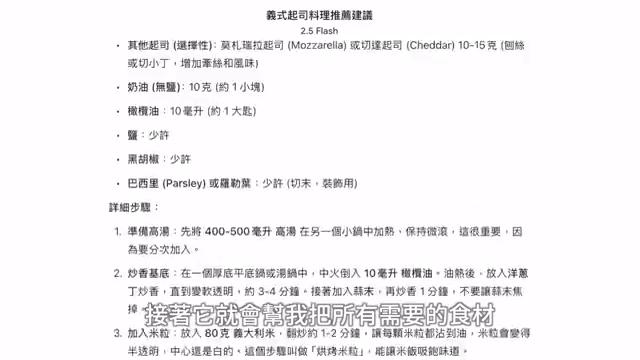 義式起司料理推薦建議
2.5 Flash
• 其他起司 (選擇性)：莫札瑞拉起司 (Mozzarella) 或切達起司 (Cheddar) 10-15 克 (刨絲
或切小丁，增加牽絲和風味)
• 奶油 (無鹽)：10 克 (約 1 小塊)
• 橄欖油：10 毫升 (約 1 大匙)
• 鹽：少許
• 黑胡椒：少許
• 巴西里 (Parsley) 或羅勒葉：少許 (切末，裝飾用)
詳細步驟：
1. 準備高湯：先將 400-500 毫升 高湯 在另一個小鍋中加熱、保持微滾，這很重要，因
為要分次加入。
2. 炒香基底：在一個厚底平底鍋或湯鍋中，中火倒入 10 毫升 橄欖油。油熱後，放入洋蔥
丁炒香，直到變軟透明，約 3-4 分鐘。接著加入蒜末，再炒香 1 分鐘，不要讓蒜末焦
掉
接著它就會幫我把所有需要的食材
3. 加入米粒：放入 80 克 義大利米，翻炒約 1-2 分鐘，讓每顆米粒都沾到油，米粒會變得
半透明，中心還是白的。這個步驟叫做「烘烤米粒」，能讓米飯吸飽味道。